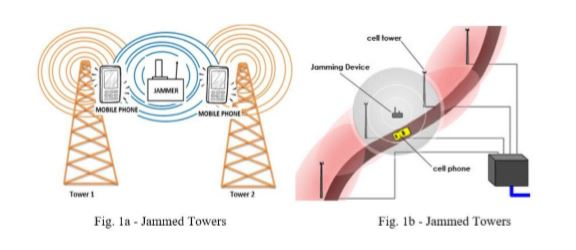 JAMMER
MOBILE PHONE
MOBILE PHONE
Tower 1
Tower 2
Fig. 1a - Jammed Towers
cell tower
Jamming Device
cell phone
Fig. 1b - Jammed Towers